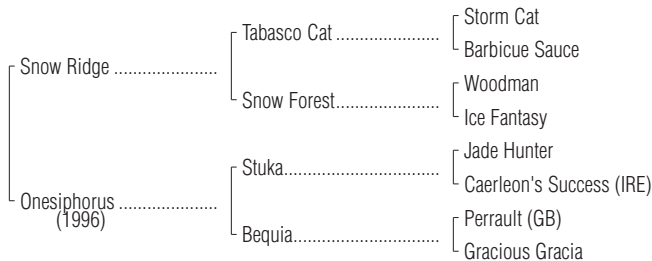 Storm Cat
Tabasco Cat .....................
Barbicue Sauce
Snow Ridge .....................
Woodman
Snow Forest.....................
Ice Fantasy
Jade Hunter
Stuka...............................
Caerleon's Success (IRE)
Onesiphorus ....................
(1996)
Perrault (GB)
Bequia.............................
Gracious Gracia